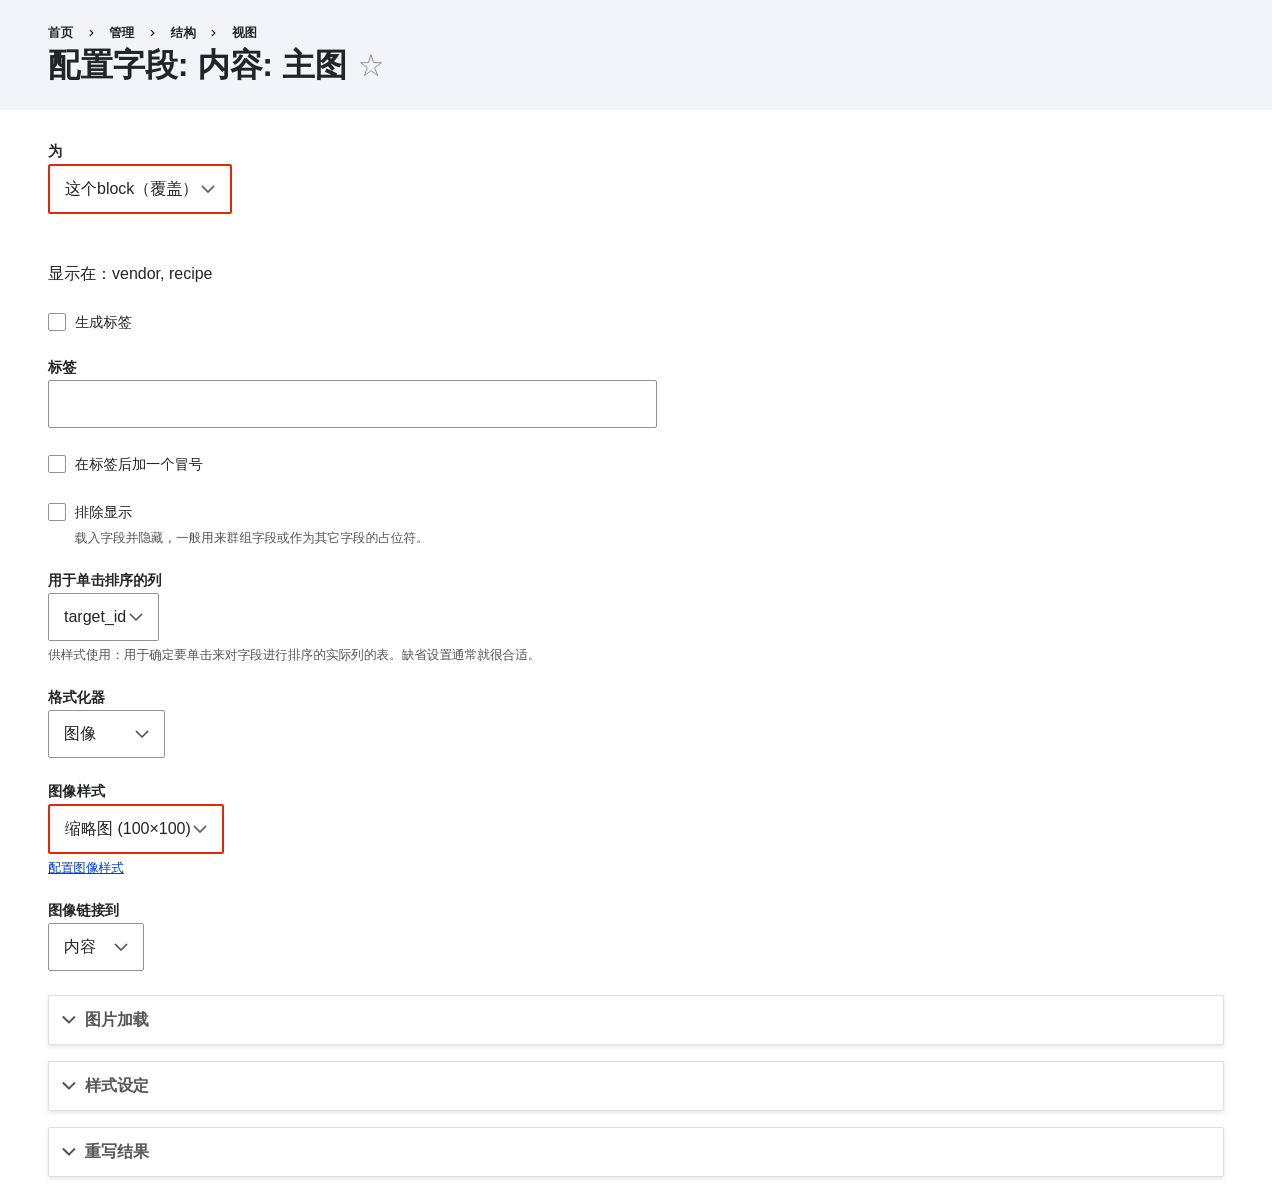 首页 › 管理 › 结构 › 视图
配置字段: 内容: 主图 ☆
为
这个block（覆盖）
显示在：vendor, recipe
生成标签
标签
在标签后加一个冒号
排除显示
载入字段并隐藏，一般用来群组字段或作为其它字段的占位符。
用于单击排序的列
target_id
供样式使用：用于确定要单击来对字段进行排序的实际列的表。缺省设置通常就很合适。
格式化器
图像
图像样式
缩略图 (100×100)
配置图像样式
图像链接到
内容
图片加载
样式设定
重写结果